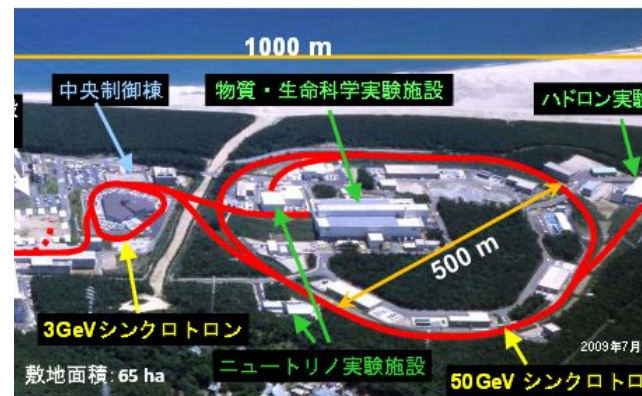 1000 m
中央制御棟
物質・生命科学実験施設
ハドロン実験
500 m
3GeVシンクロトロン
ニュートリノ実験施設
2009年7月
敷地面積: 65 ha
50GeV シンクロトロ